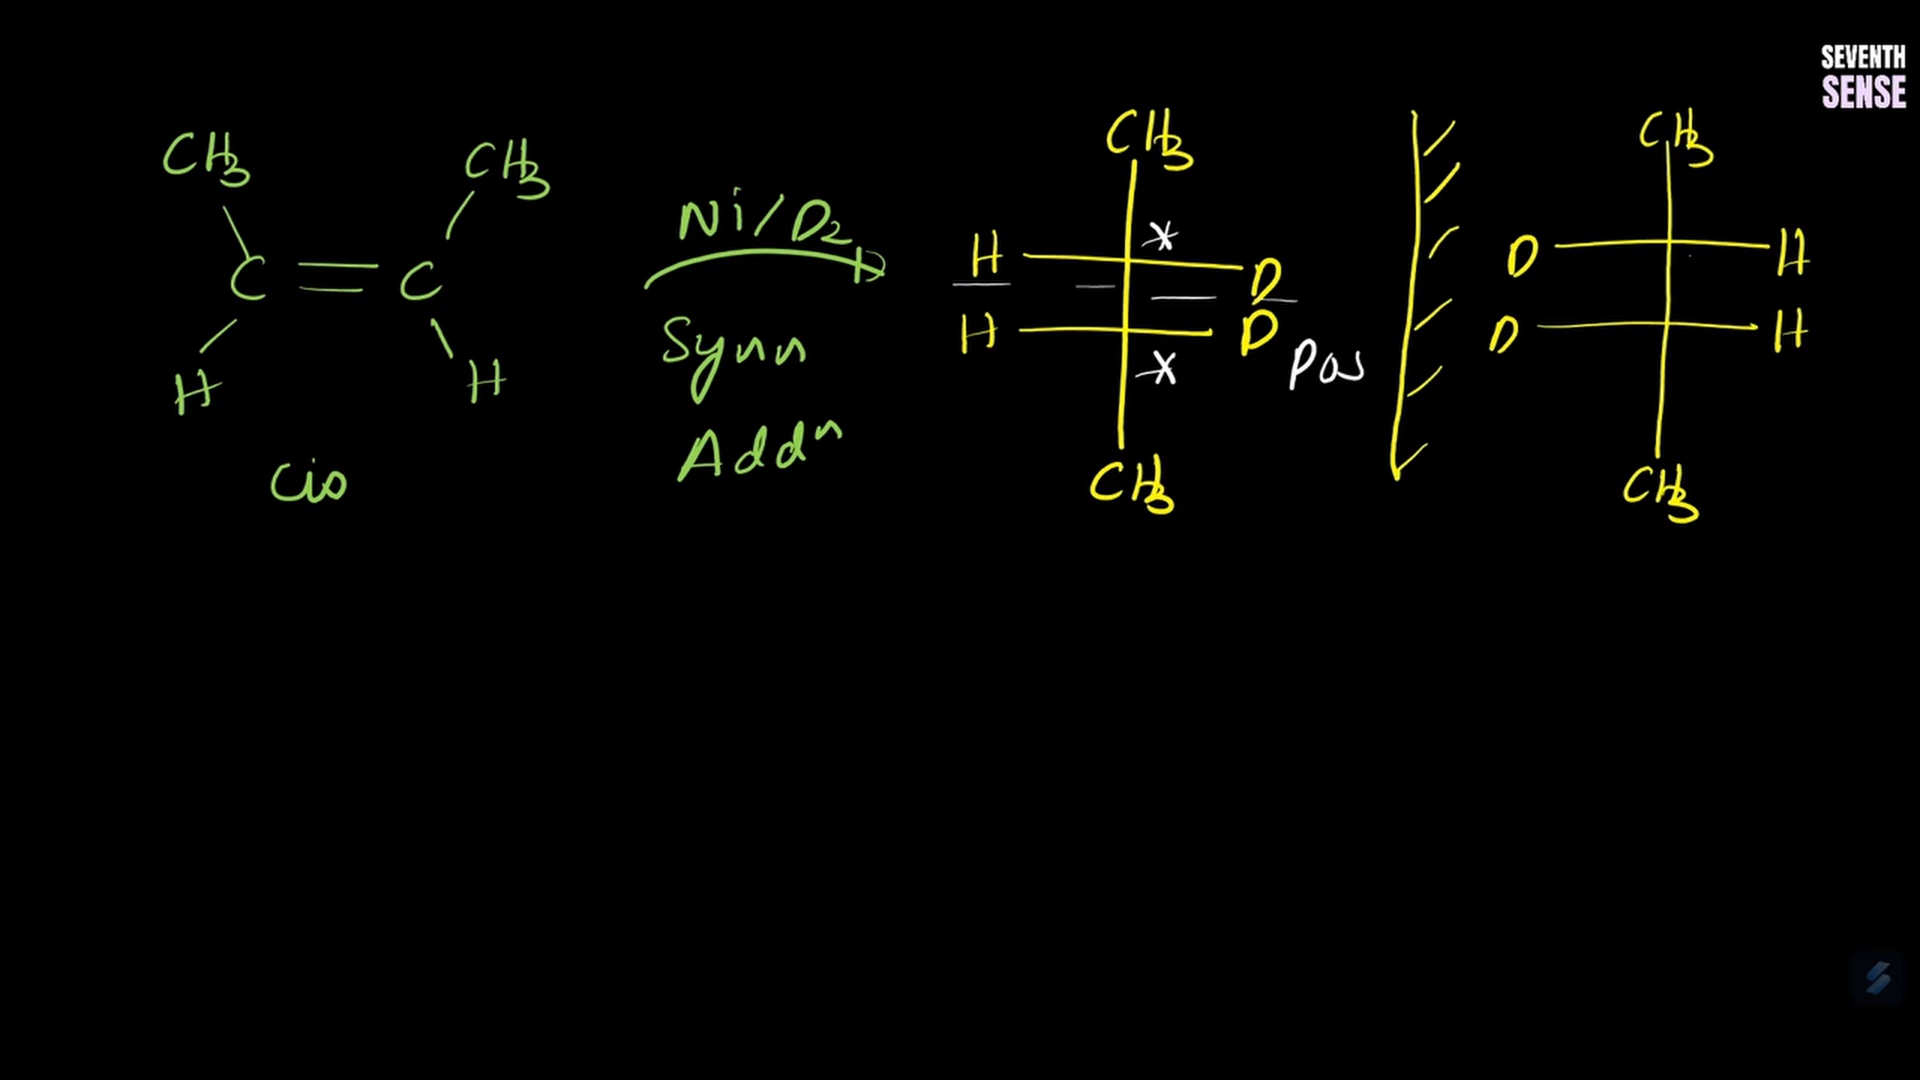 SEVENTH
SENSE
CH3
CH3
C = C
H
H
Cis
Ni/D2
Synn
Addn
CH3
H
D
H
D
CH3
Pos
CH3
D
H
D
H
CH3